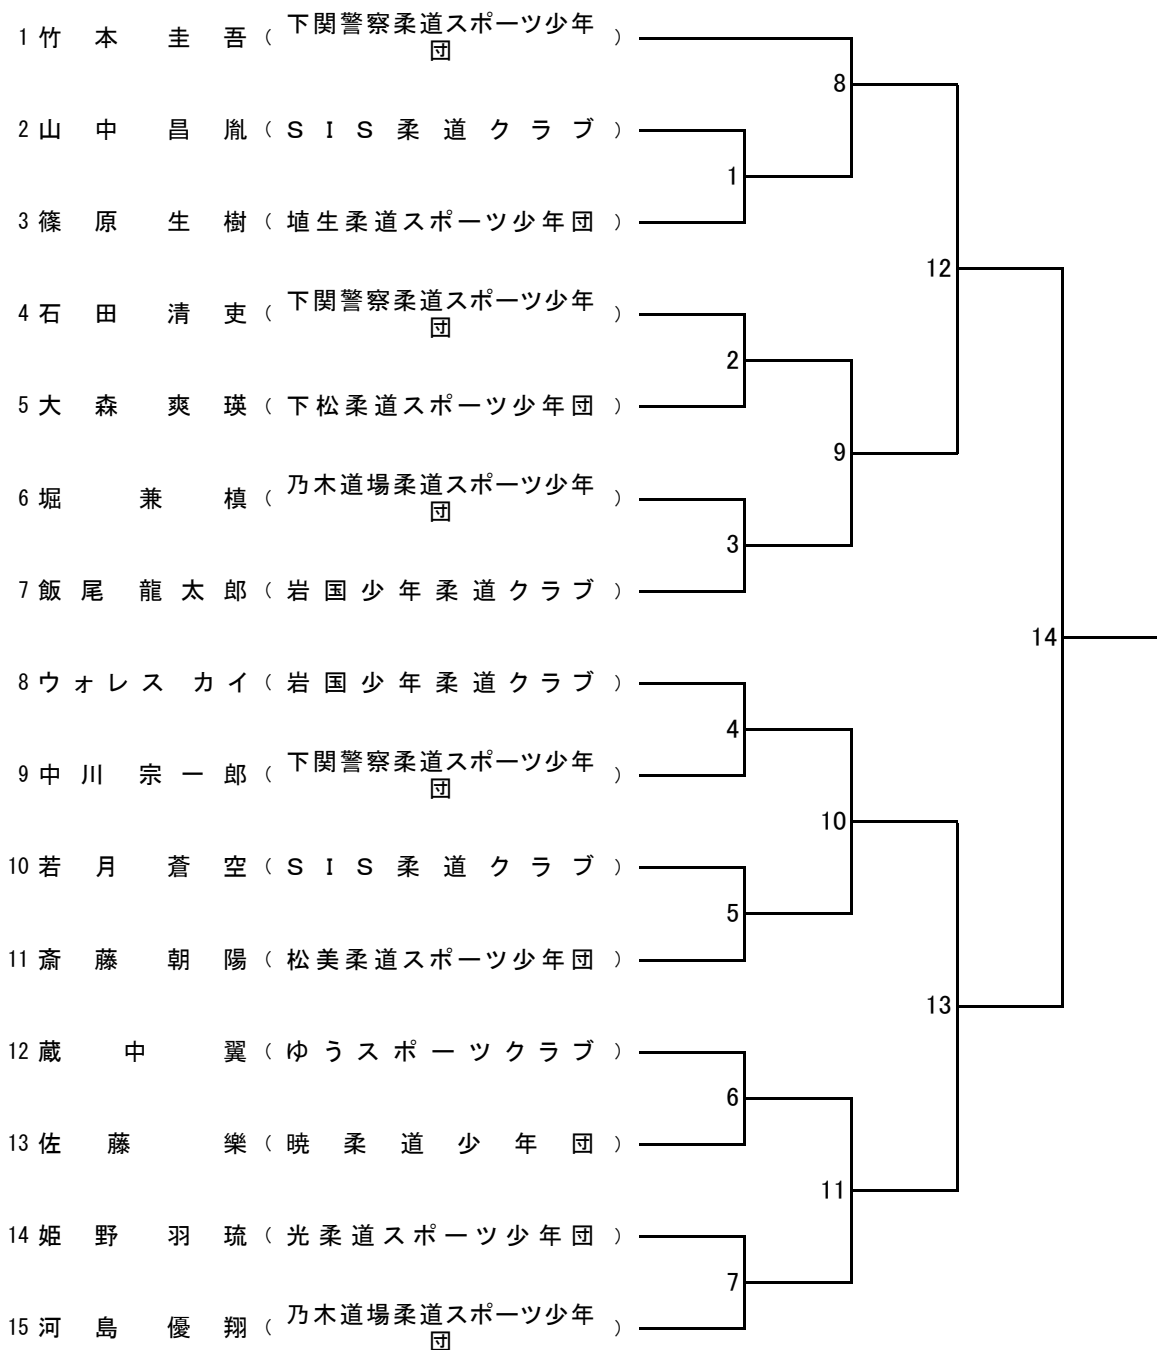 1 竹本 圭吾 ( 下関警察柔道スポーツ少年団 )
8
2 山中 昌胤 ( SIS柔道クラブ )
1
3 篠原 生樹 ( 埴生柔道スポーツ少年団 )
12
4 石田 清吏 ( 下関警察柔道スポーツ少年団 )
2
5 大森 爽瑛 ( 下松柔道スポーツ少年団 )
9
6 堀 兼槙 ( 乃木道場柔道スポーツ少年団 )
3
7 飯尾 龍太郎 ( 岩国少年柔道クラブ )
14
8 ウォレス カイ ( 岩国少年柔道クラブ )
4
9 中川 宗一郎 ( 下関警察柔道スポーツ少年団 )
10
10 若月 蒼空 ( SIS柔道クラブ )
5
11 斎藤 朝陽 ( 松美柔道スポーツ少年団 )
13
12 蔵中 翼 ( ゆうスポーツクラブ )
6
13 佐藤 樂 ( 暁柔道少年団 )
11
14 姫野 羽琉 ( 光柔道スポーツ少年団 )
7
15 河島 優翔 ( 乃木道場柔道スポーツ少年団 )